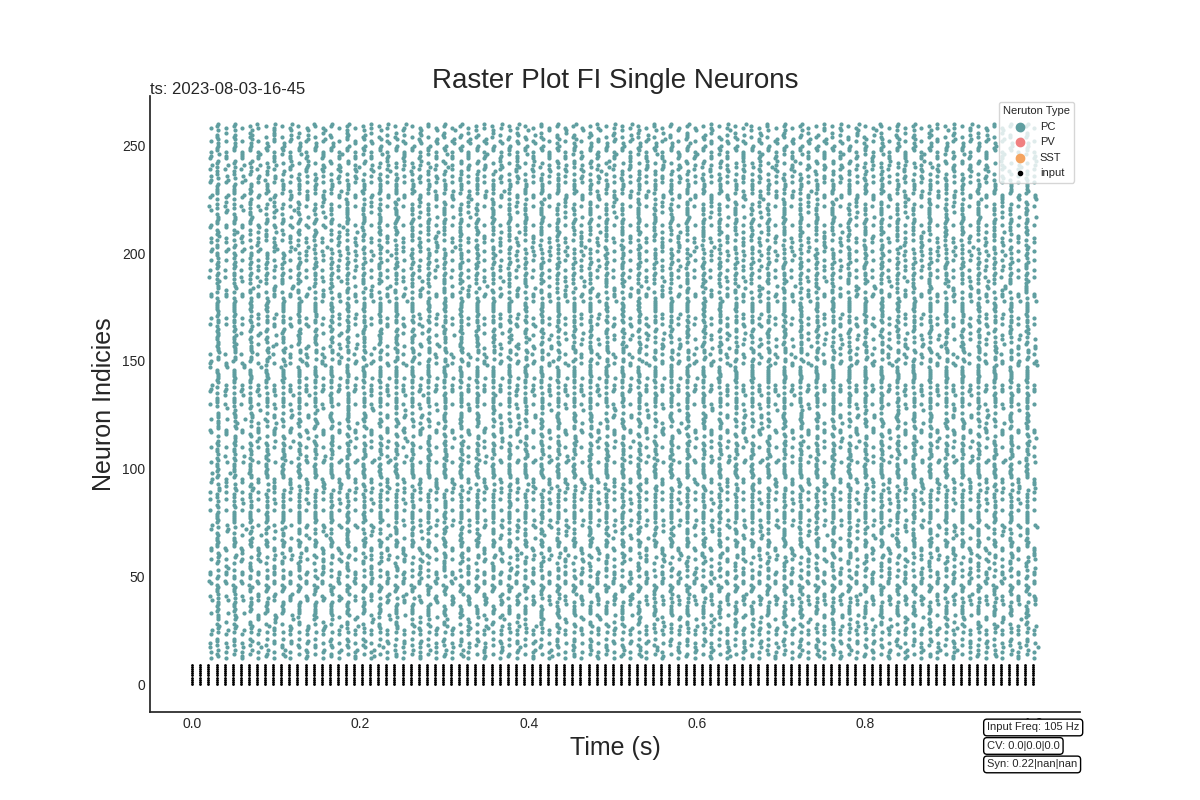 Raster Plot FI Single Neurons
ts: 2023-08-03-16-45
Neruton Type
PC
PV
SST
input
250
200
150
100
50
0
Neuron Indicies
0.0 0.2 0.4 0.6 0.8
Time (s)
Input Freq: 105 Hz
CV: 0.0|0.0|0.0
Syn: 0.22|nan|nan